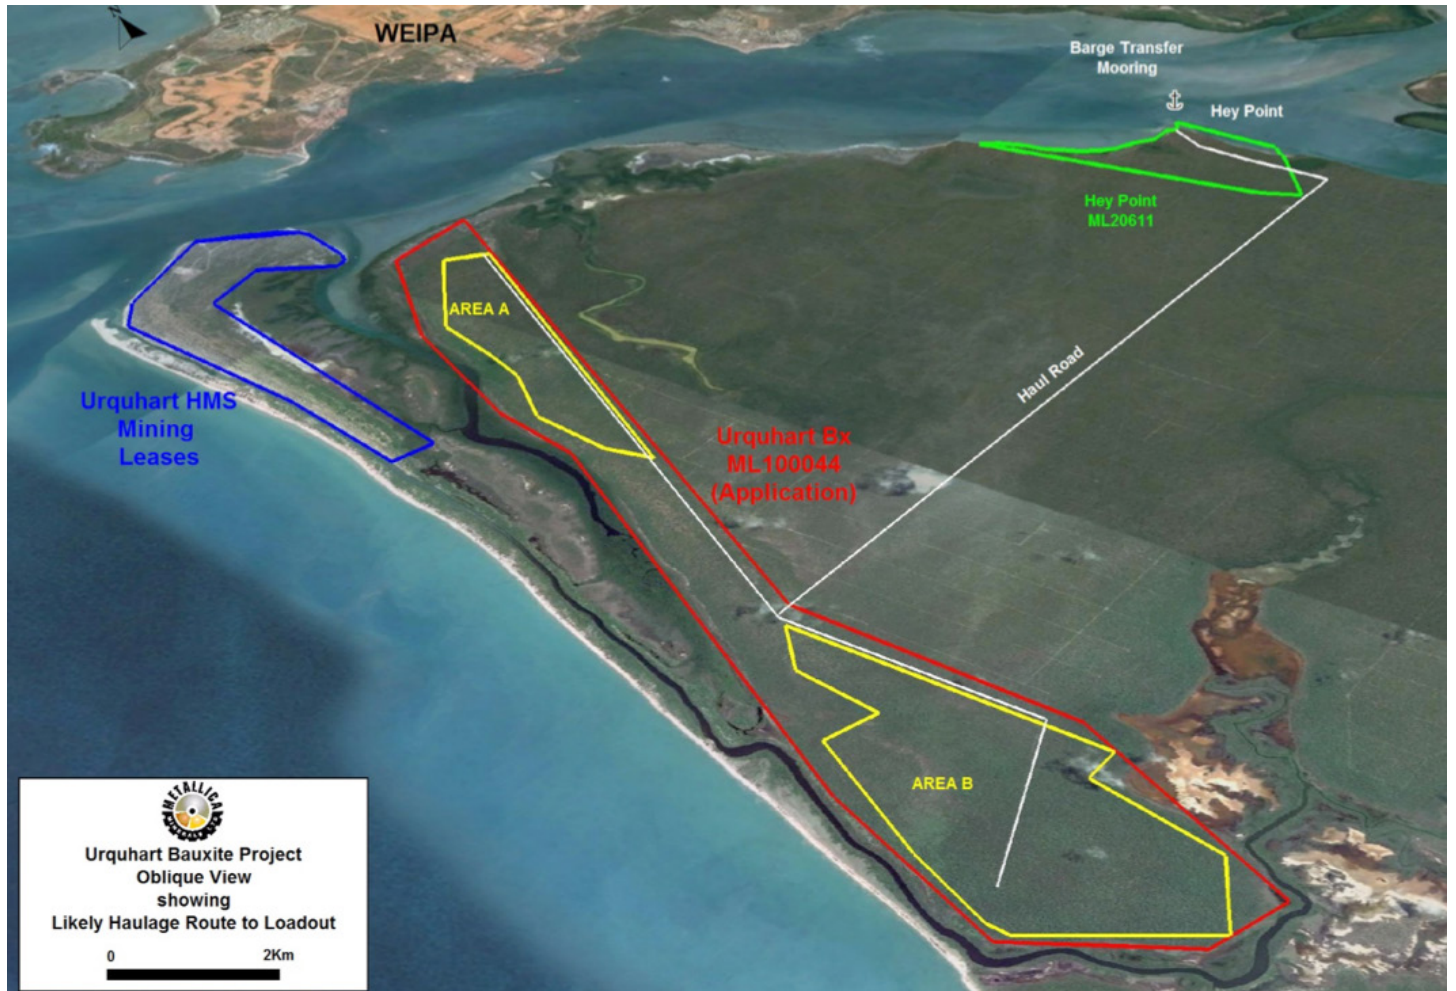 N
WEIPA
Barge Transfer
Mooring
Hey Point
Hey Point
ML20611
AREA A
Haul Road
Urquhart HMS
Mining
Leases
Urquhart Bx
ML100044
(Application)
AREA B
METALLICA
MINERALS
Urquhart Bauxite Project
Oblique View
showing
Likely Haulage Route to Loadout
0
2Km